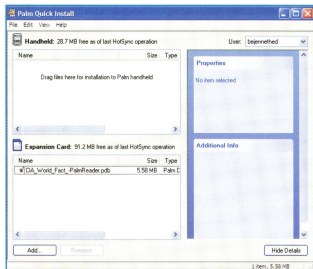 Palm Quick Install
File Edit View Help
Handheld: 28.7 MB free as of last HotSync operation
User: bejennethed
Name Size Type
Drag files here for installation to Palm handheld
Properties
No item selected
Expansion Card: 91.2 MB free as of last HotSync operation
Name Size Type
CIA_World_Fact_-PalmReader.pdb 5.58 MB Palm D
Additional Info
Add... Remove Hide Details
1 item, 5.58 MB